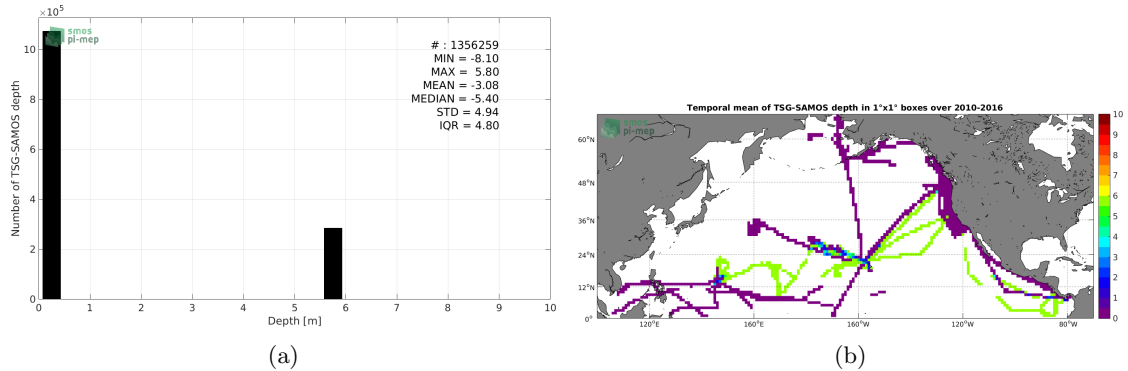 ×10⁵
smos
pi-mep
# : 1356259
MIN = -8.10
MAX = 5.80
MEAN = -3.08
MEDIAN = -5.40
STD = 4.94
IQR = 4.80
10
8
6
4
2
0
Number of TSG-SAMOS depth
0 1 2 3 4 5 6 7 8 9 10
Depth [m]
(a)
Temporal mean of TSG-SAMOS depth in 1°x1° boxes over 2010-2016
smos
pi-mep
60°N
48°N
36°N
24°N
12°N
0°
120°E 160°E 160°W 120°W 80°W
10
9
8
7
6
5
4
3
2
1
0
(b)